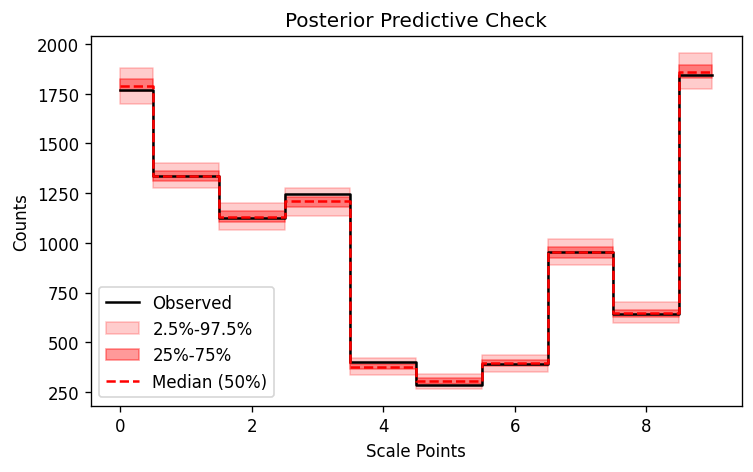 Posterior Predictive Check
Counts
2000
1750
1500
1250
1000
750
500
250
Observed
2.5%-97.5%
25%-75%
Median (50%)
0 2 4 6 8
Scale Points